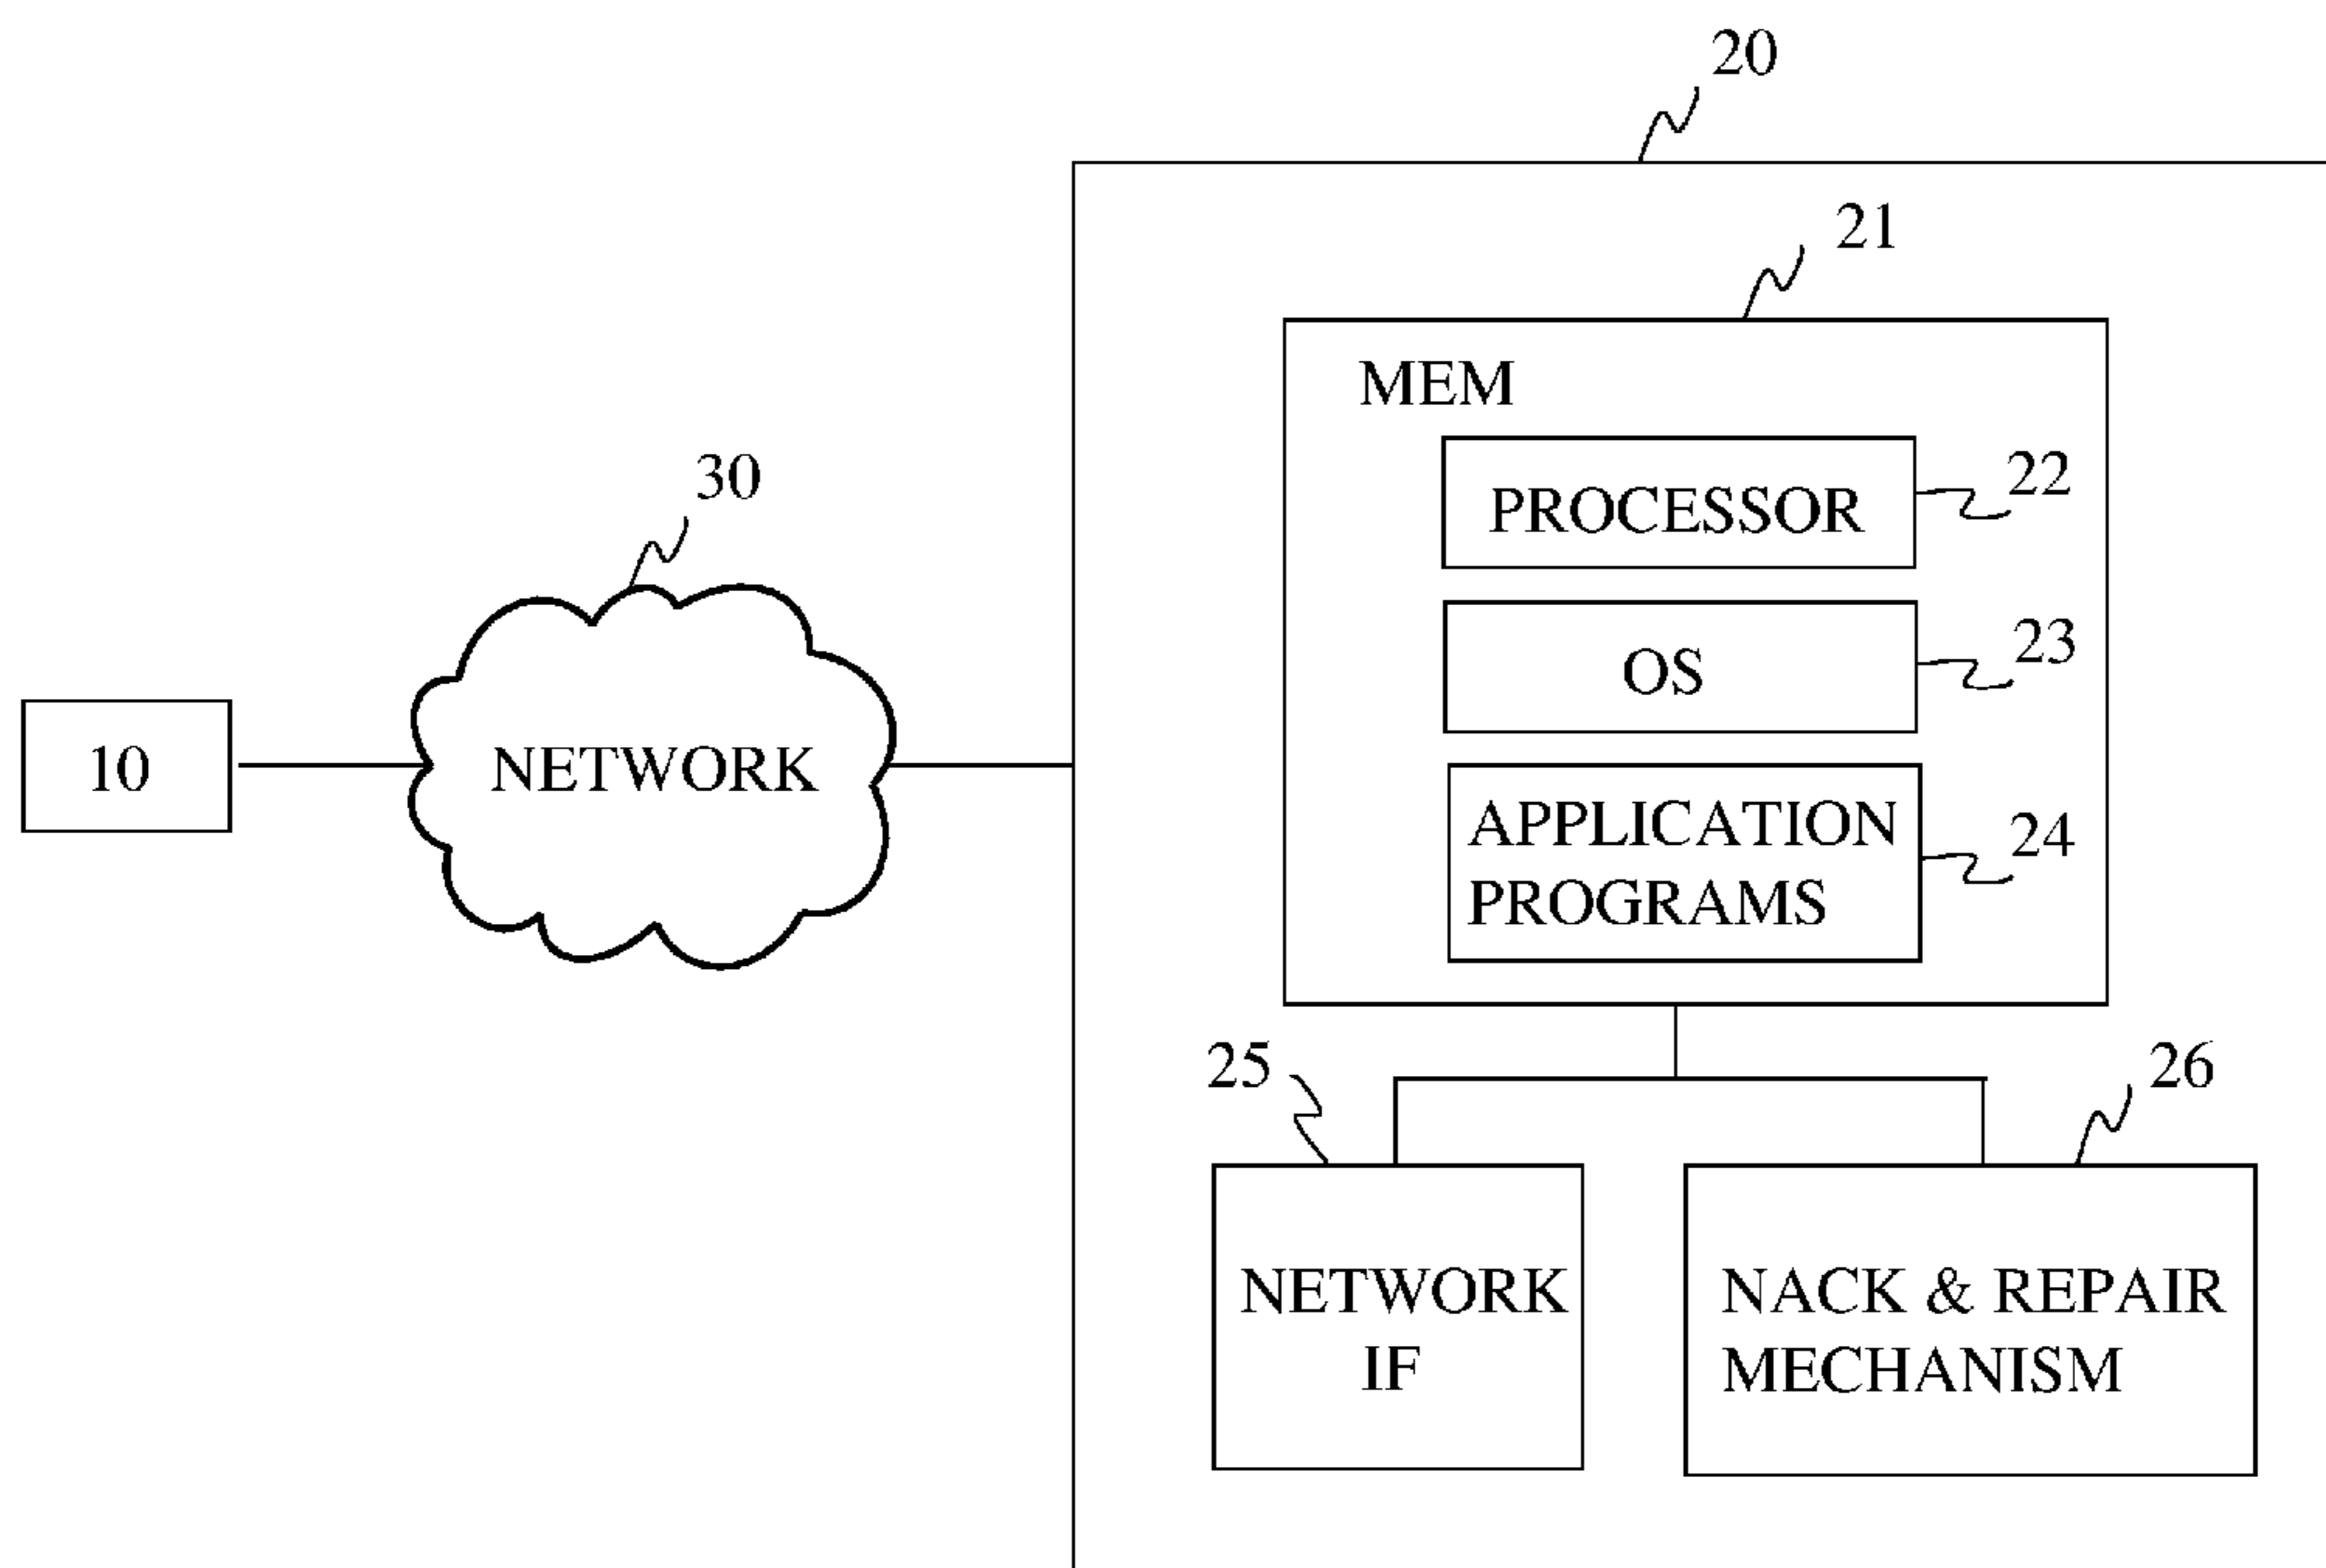 20
21
MEM
PROCESSOR
22
30
OS
23
10
NETWORK
APPLICATION
PROGRAMS
24
25
26
NETWORK
IF
NACK & REPAIR
MECHANISM